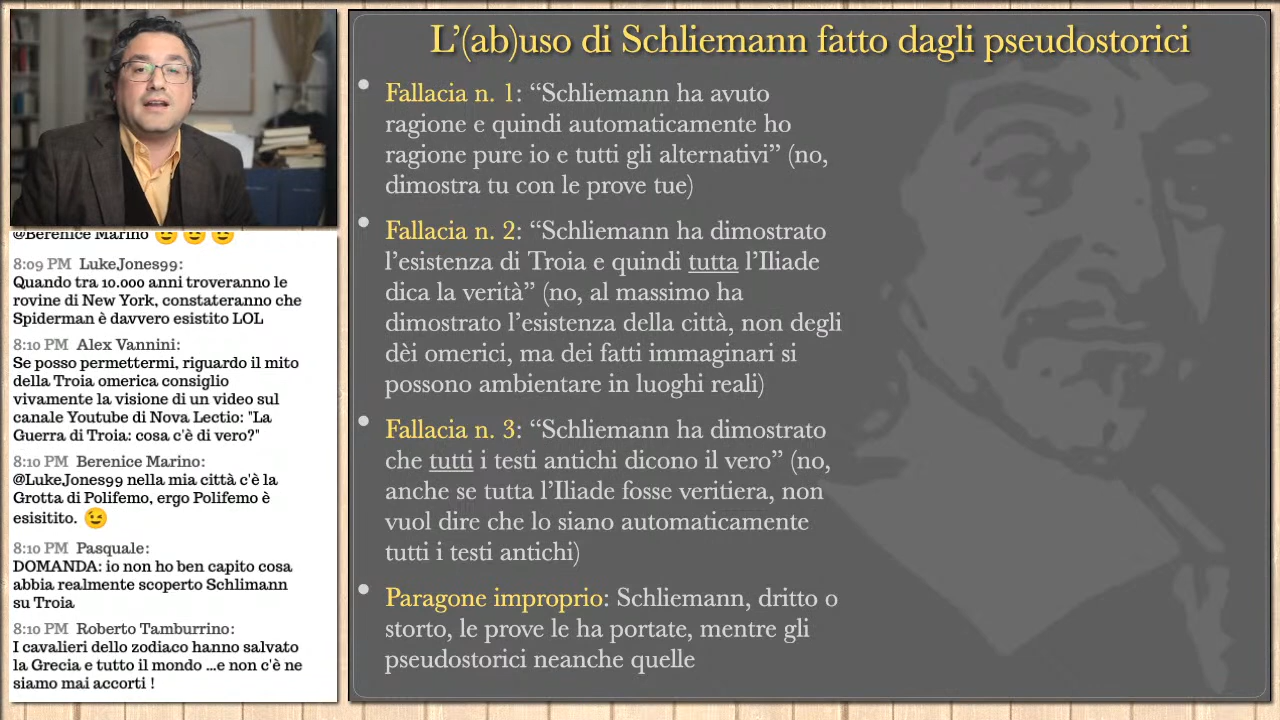 L’(ab)uso di Schliemann fatto dagli pseudostorici
Fallacia n. 1: “Schliemann ha avuto
ragione e quindi automaticamente ho
ragione pure io e tutti gli alternativi” (no,
dimostra tu con le prove tue)
Fallacia n. 2: “Schliemann ha dimostrato
l’esistenza di Troia e quindi tutta l’Iliade
dica la verità” (no, al massimo ha
dimostrato l’esistenza della città, non degli
dèi omerici, ma dei fatti immaginari si
possono ambientare in luoghi reali)
Fallacia n. 3: “Schliemann ha dimostrato
che tutti i testi antichi dicono il vero” (no,
anche se tutta l’Iliade fosse veritiera, non
vuol dire che lo siano automaticamente
tutti i testi antichi)
Paragone improprio: Schliemann, dritto o
storto, le prove le ha portate, mentre gli
pseudostorici neanche quelle
@Berenice Marino 😉 😉 😉
8:09 PM LukeJones99:
Quando tra 10.000 anni troveranno le
rovine di New York, constateranno che
Spiderman è davvero esistito LOL
8:10 PM Alex Vannini:
Se posso permettermi, riguardo il mito
della Troia omerica consiglio
vivamente la visione di un video sul
canale Youtube di Nova Lectio: "La
Guerra di Troia: cosa c'è di vero?"
8:10 PM Berenice Marino:
@LukeJones99 nella mia città c'è la
Grotta di Polifemo, ergo Polifemo è
esisitito. 😉
8:10 PM Pasquale:
DOMANDA: io non ho ben capito cosa
abbia realmente scoperto Schlimann
su Troia
8:10 PM Roberto Tamburrino:
I cavalieri dello zodiaco hanno salvato
la Grecia e tutto il mondo ...e non c'è ne
siamo mai accorti !